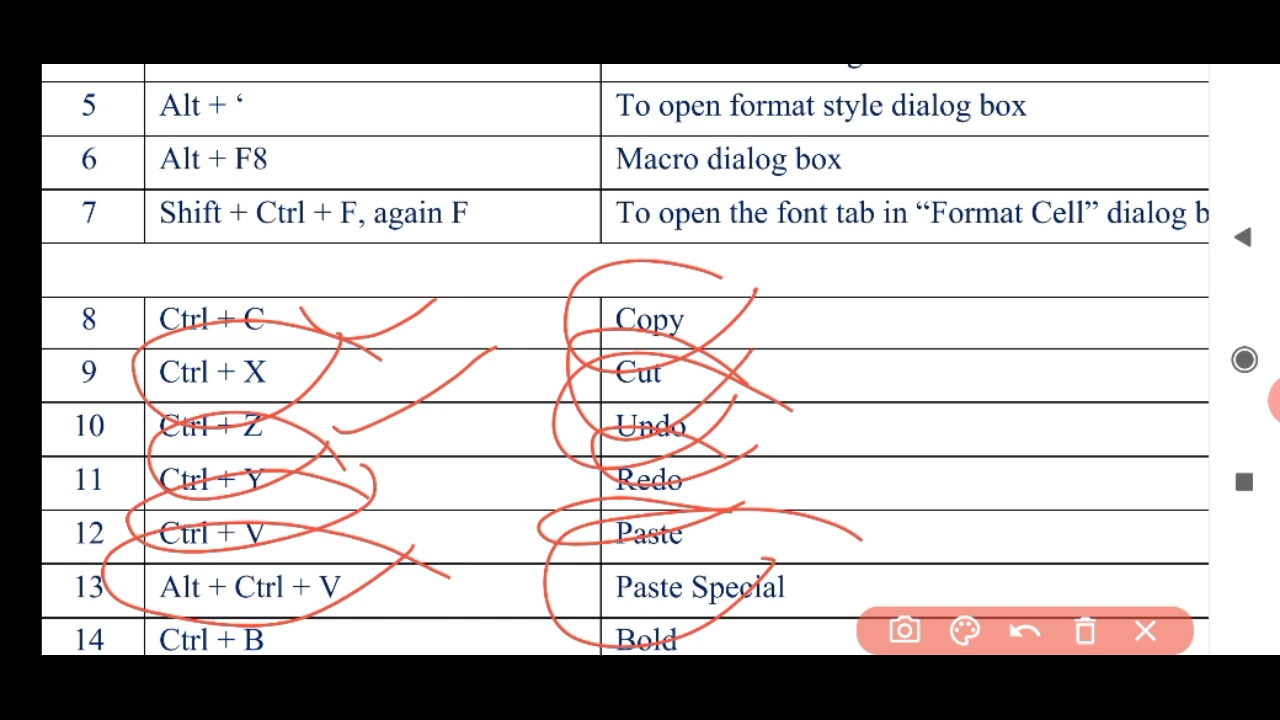 5 Alt + ‘ To open format style dialog box
6 Alt + F8 Macro dialog box
7 Shift + Ctrl + F, again F To open the font tab in “Format Cell” dialog b
8 Ctrl + C Copy
9 Ctrl + X Cut
10 Ctrl + Z Undo
11 Ctrl + Y Redo
12 Ctrl + V Paste
13 Alt + Ctrl + V Paste Special
14 Ctrl + B Bold